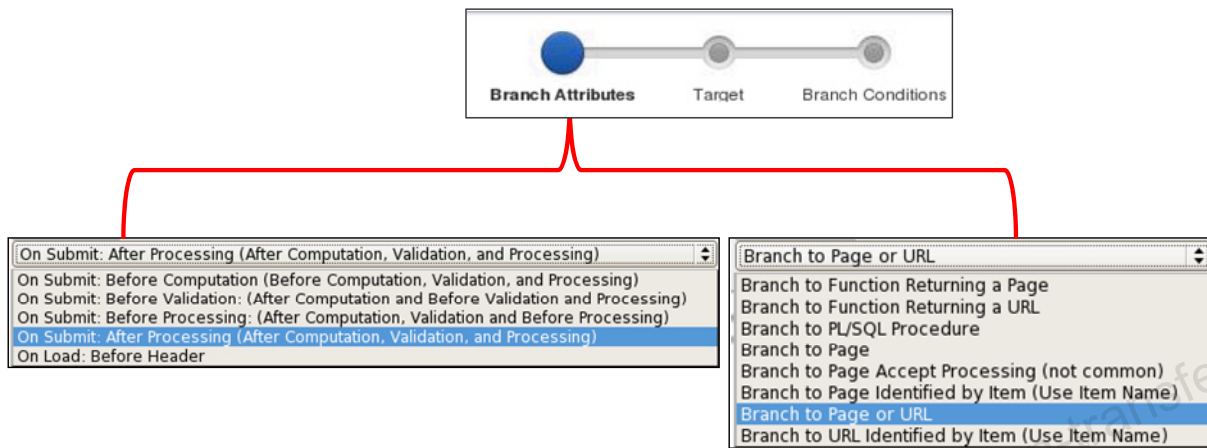 Branch Attributes Target Branch Conditions
On Submit: After Processing (After Computation, Validation, and Processing)
On Submit: Before Computation (Before Computation, Validation, and Processing)
On Submit: Before Validation: (After Computation and Before Validation and Processing)
On Submit: Before Processing: (After Computation, Validation and Before Processing)
On Submit: After Processing (After Computation, Validation, and Processing)
On Load: Before Header
Branch to Page or URL
Branch to Function Returning a Page
Branch to Function Returning a URL
Branch to PL/SQL Procedure
Branch to Page
Branch to Page Accept Processing (not common)
Branch to Page Identified by Item (Use Item Name)
Branch to Page or URL
Branch to URL Identified by Item (Use Item Name)